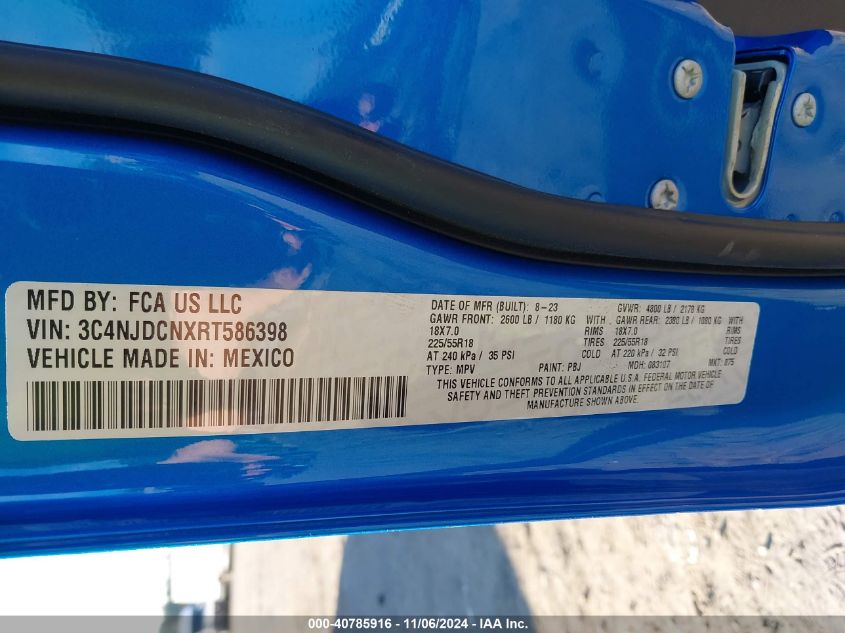 MFD BY: FCA US LLC
VIN: 3C4NJDCNXRT586398
VEHICLE MADE IN: MEXICO
DATE OF MFR (BUILT): 8-23 GVWR: 4800 LB / 2178 KG
GAWR FRONT: 2600 LB / 1180 KG WITH GAWR REAR: 2380 LB / 1080 KG WITH
18X7.0 RIMS 18X7.0 RIMS
225/55R18 TIRES 225/55R18 TIRES
AT 240 kPa / 35 PSI COLD AT 220 kPa / 32 PSI COLD
TYPE: MPV PAINT: PBJ MDH: 083107 MKT: 875
THIS VEHICLE CONFORMS TO ALL APPLICABLE U.S.A. FEDERAL MOTOR VEHICLE
SAFETY AND THEFT PREVENTION STANDARDS IN EFFECT ON THE DATE OF
MANUFACTURE SHOWN ABOVE.
000-40785916 - 11/06/2024 - IAA Inc.